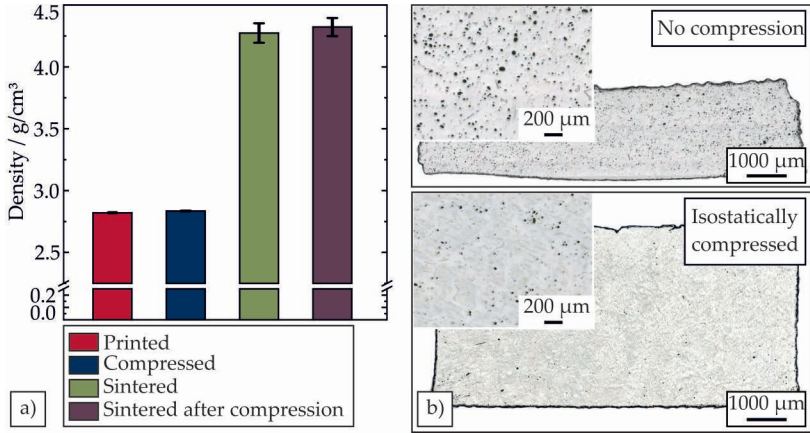 4.5
4.0
3.5
3.0
2.5
0.2
0.0
Density / g/cm³
Printed
Compressed
Sintered
Sintered after compression
a)
No compression
200 µm
1000 µm
Isostatically
compressed
200 µm
1000 µm
b)